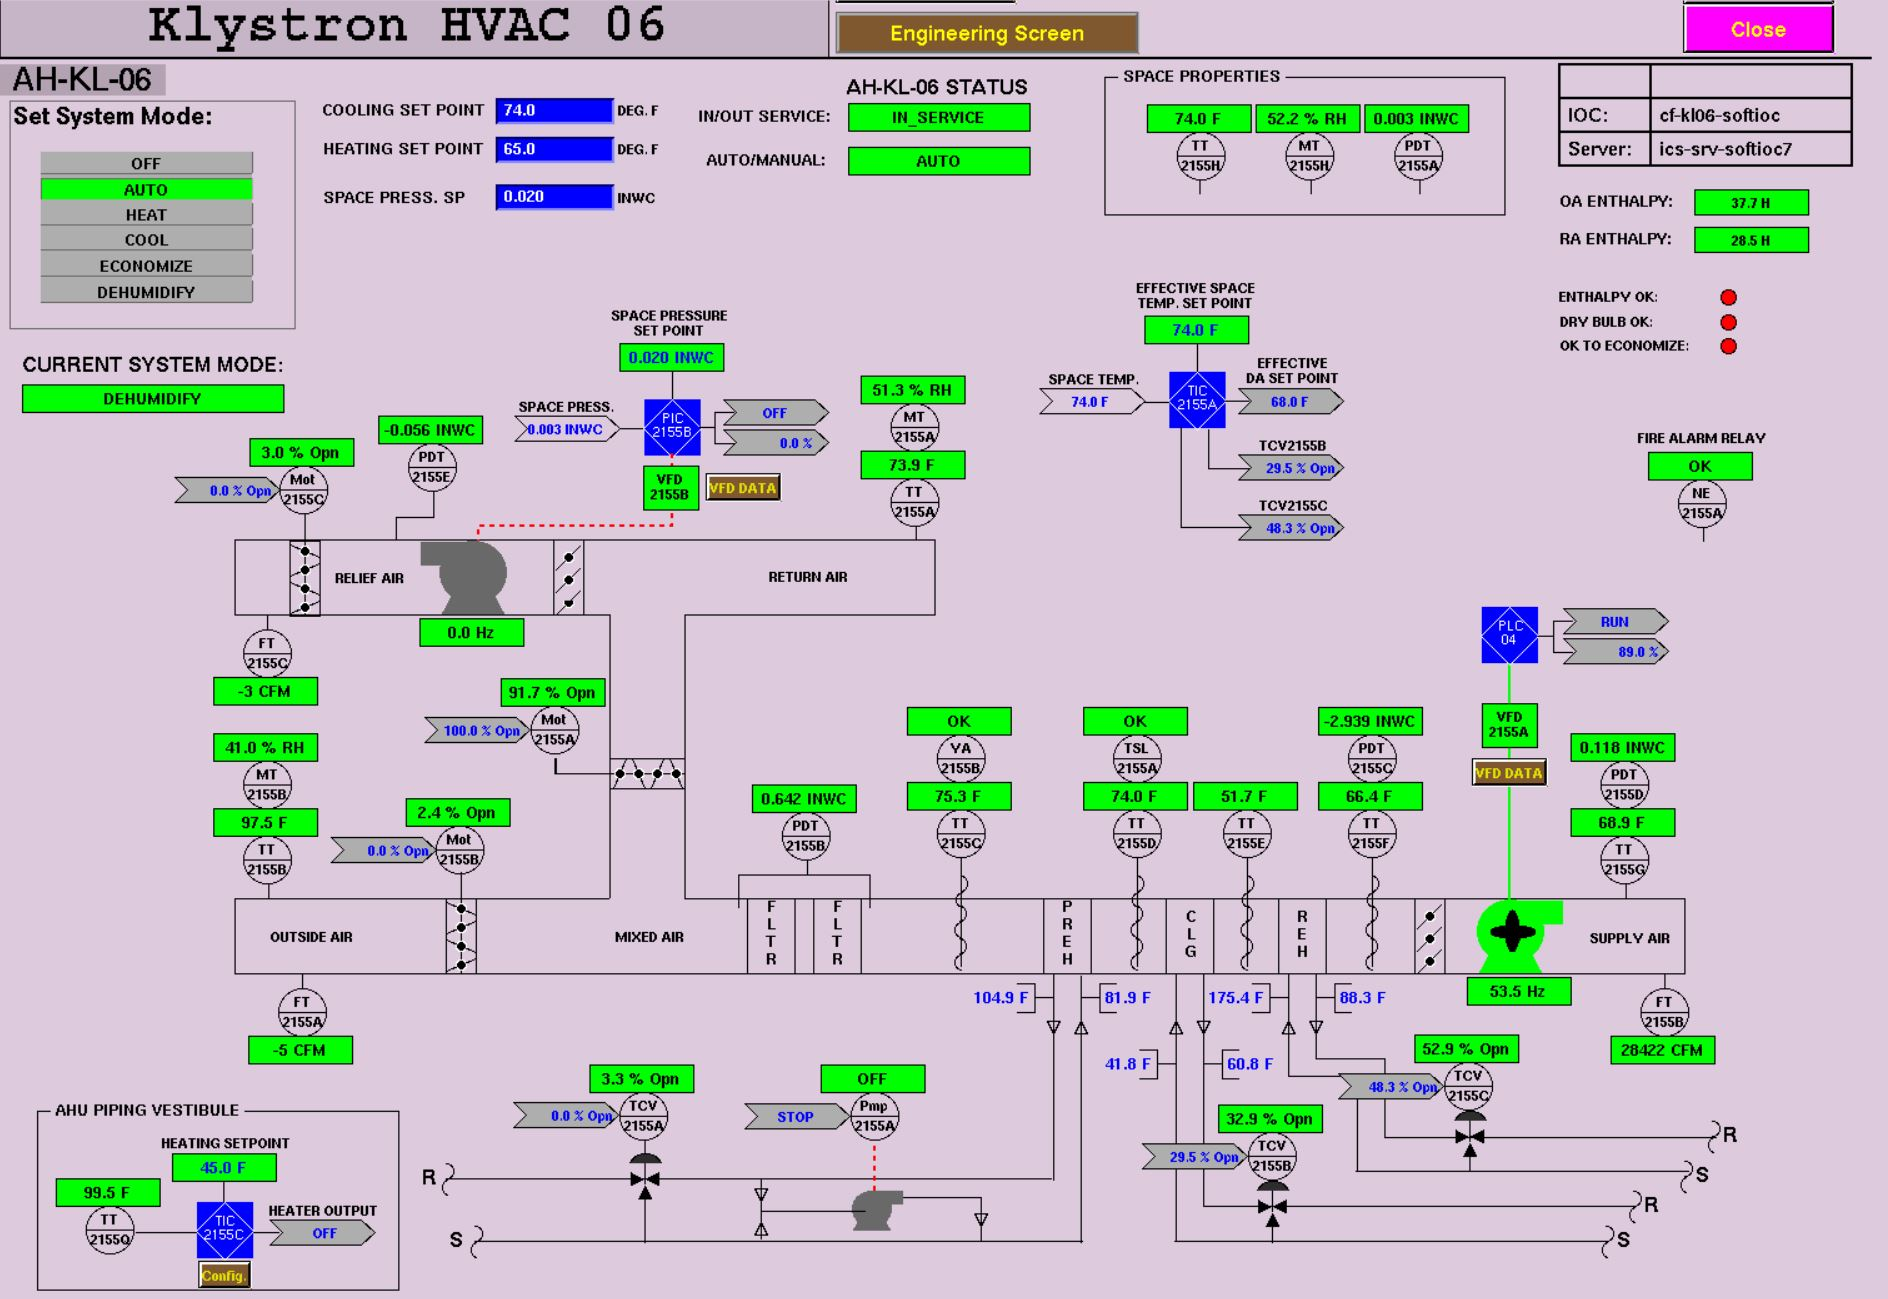 Klystron HVAC 06
Engineering Screen
Close
AH-KL-06
Set System Mode:
OFF
AUTO
HEAT
COOL
ECONOMIZE
DEHUMIDIFY
COOLING SET POINT 74.0 DEG. F
HEATING SET POINT 65.0 DEG. F
SPACE PRESS. SP 0.020 INWC
AH-KL-06 STATUS
IN/OUT SERVICE: IN_SERVICE
AUTO/MANUAL: AUTO
SPACE PROPERTIES
74.0 F 52.2 % RH 0.003 INWC
TT 2155H
MT 2155H
PDT 2155A
IOC: cf-kl06-softioc
Server: ics-srv-softioc7
OA ENTHALPY: 37.7 H
RA ENTHALPY: 28.5 H
ENTHALPY OK:
DRY BULB OK:
OK TO ECONOMIZE:
CURRENT SYSTEM MODE:
DEHUMIDIFY
SPACE PRESSURE
SET POINT
0.020 INWC
SPACE PRESS.
0.003 INWC
PIC
2155B
OFF
0.0 %
VFD
2155B
VFD DATA
EFFECTIVE SPACE
TEMP. SET POINT
74.0 F
SPACE TEMP.
74.0 F
TIC
2155A
EFFECTIVE
DA SET POINT
68.0 F
TCV2155B
29.5 % Opn
TCV2155C
48.3 % Opn
FIRE ALARM RELAY
OK
NE
2155A
3.0 % Opn
0.0 % Opn
Mot
2155C
-0.056 INWC
PDT
2155E
51.3 % RH
MT
2155A
73.9 F
TT
2155A
RELIEF AIR
RETURN AIR
0.0 Hz
FT
2155C
-3 CFM
91.7 % Opn
100.0 % Opn
Mot
2155A
41.0 % RH
MT
2155B
97.5 F
TT
2155B
2.4 % Opn
0.0 % Opn
Mot
2155B
0.642 INWC
PDT
2155B
OK
YA
2155B
75.3 F
TT
2155C
OK
TSL
2155A
74.0 F
TT
2155D
51.7 F
TT
2155E
-2.939 INWC
PDT
2155C
66.4 F
TT
2155F
PLC
04
RUN
89.0 %
VFD
2155A
VFD DATA
0.118 INWC
PDT
2155D
68.9 F
TT
2155G
OUTSIDE AIR
MIXED AIR
FLTR
FLTR
PREH
CLG
REH
SUPPLY AIR
53.5 Hz
FT
2155A
-5 CFM
FT
2155B
28422 CFM
104.9 F
81.9 F
175.4 F
88.3 F
41.8 F
60.8 F
52.9 % Opn
48.3 % Opn
TCV
2155C
32.9 % Opn
29.5 % Opn
TCV
2155B
3.3 % Opn
0.0 % Opn
TCV
2155A
OFF
STOP
Pmp
2155A
R
S
R
S
R
S
AHU PIPING VESTIBULE
HEATING SETPOINT
45.0 F
99.5 F
TT
2155Q
TIC
2155C
HEATER OUTPUT
OFF
Config.